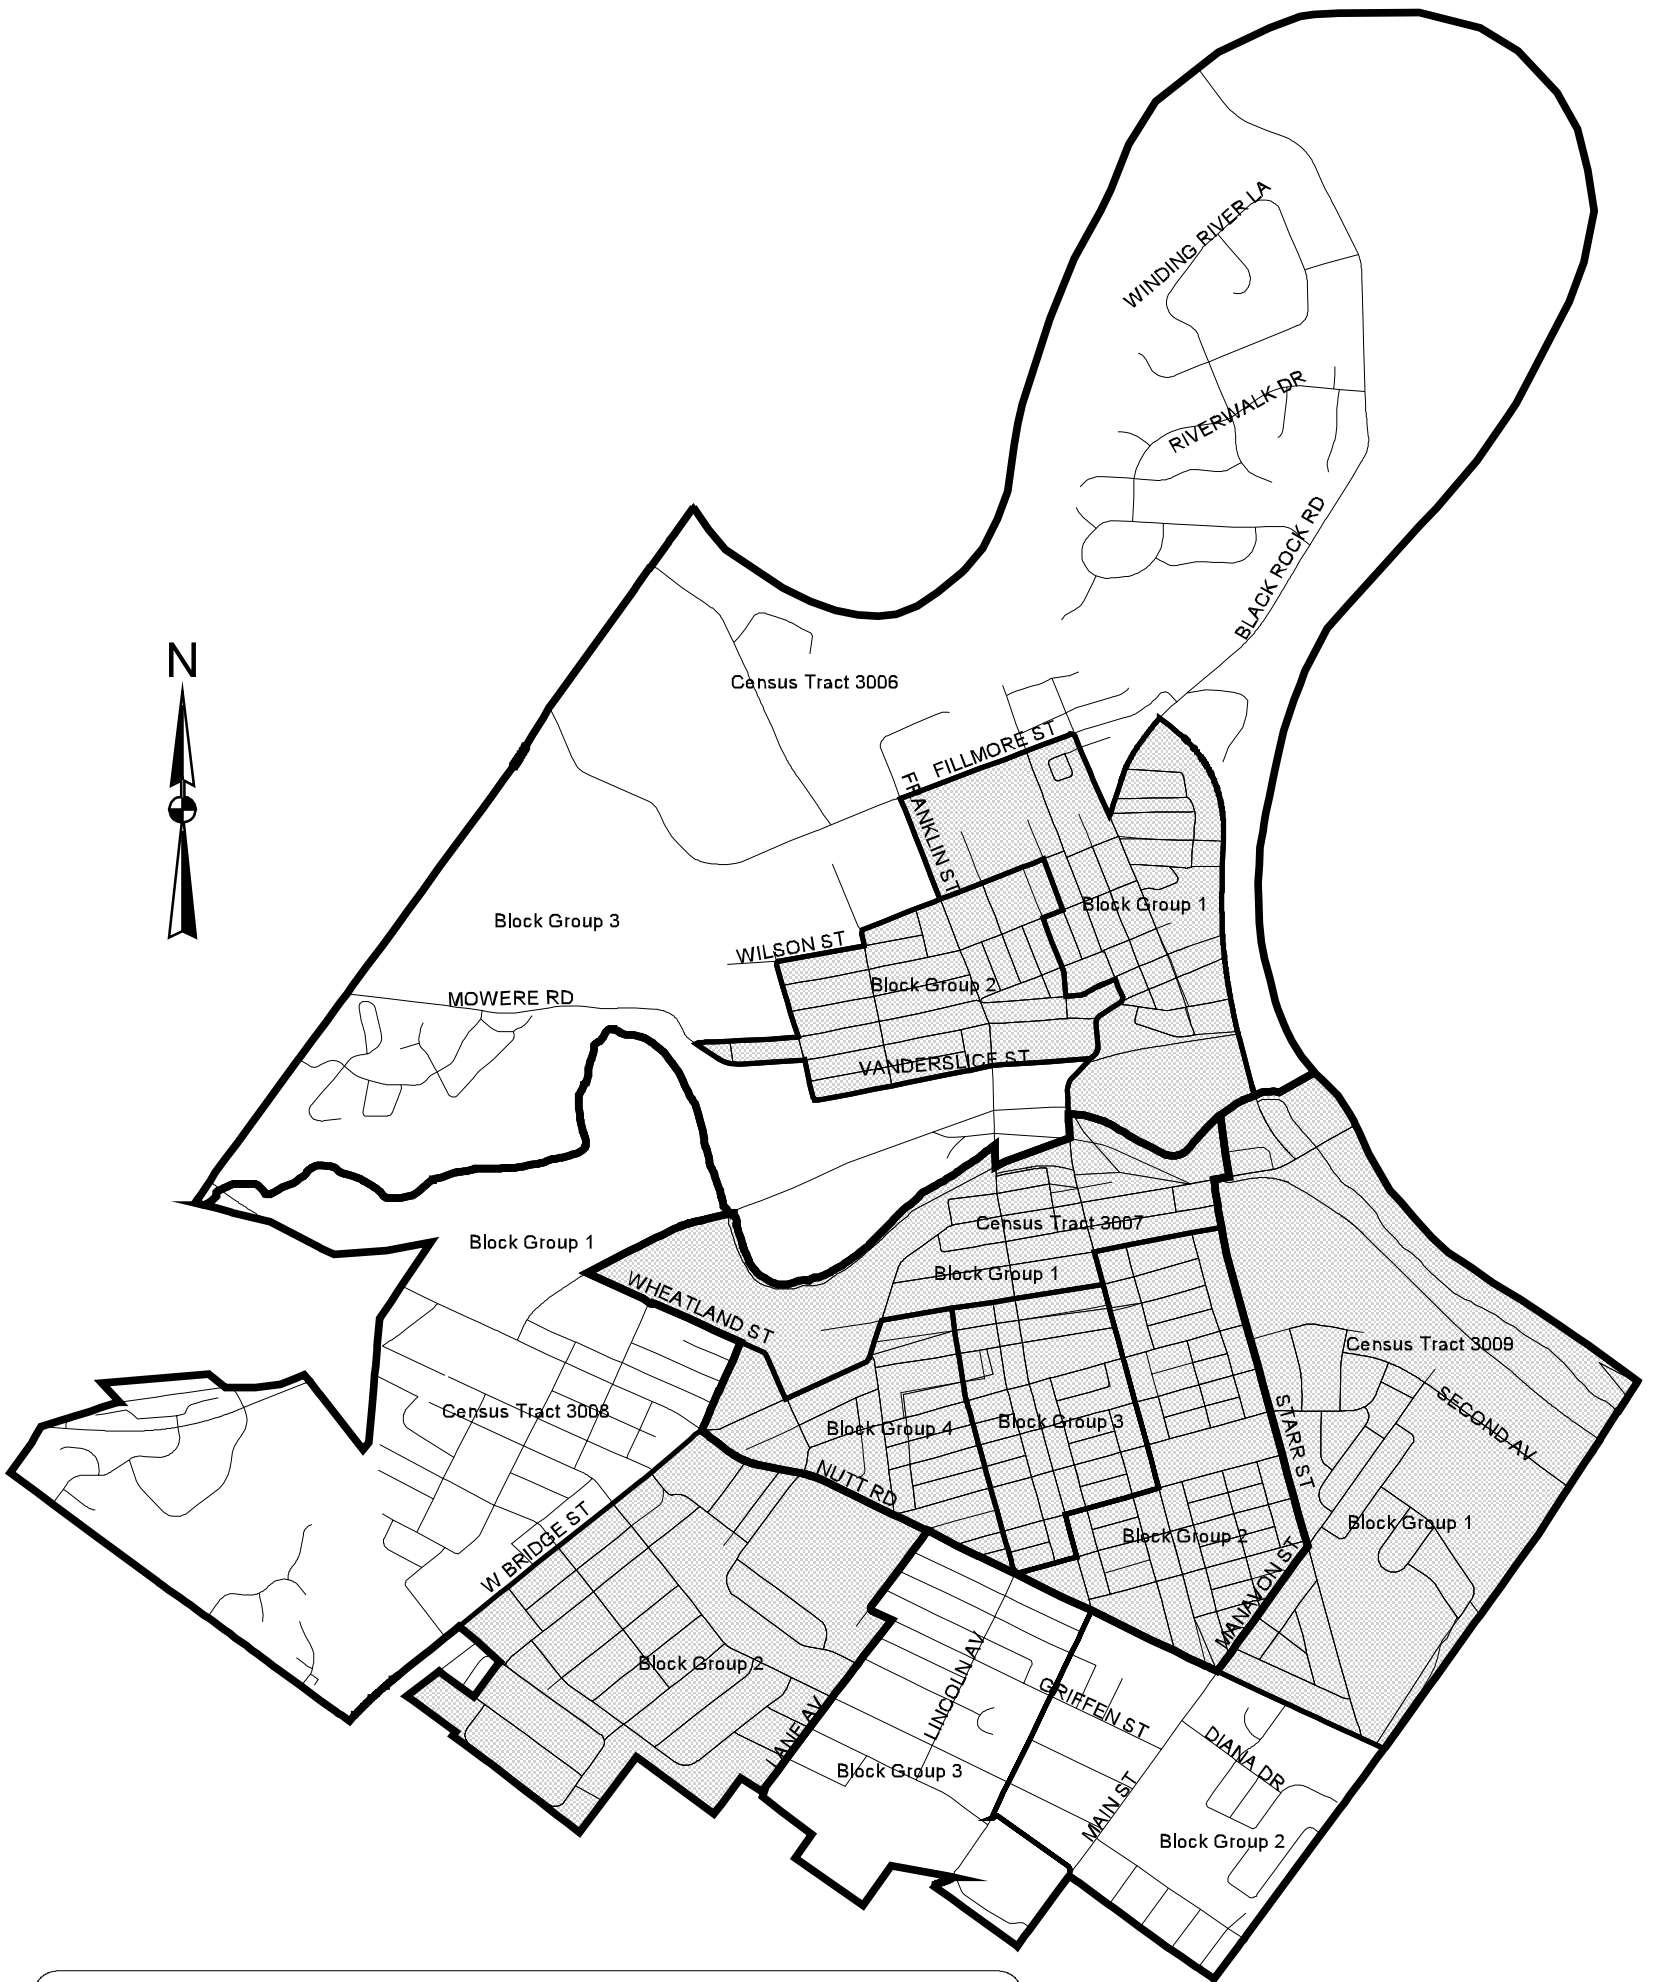 WINDING RIVER LA
RIVERWALK DR
BLACK ROCK RD
N
Census Tract 3006
FILLMORE ST
FRANKLIN ST
Block Group 1
Block Group 3
WILSON ST
Block Group 2
MOWERE RD
VANDERSLICE ST
Census Tract 3007
Block Group 1
Block Group 1
WHEATLAND ST
Census Tract 3009
Census Tract 3008
Block Group 4
Block Group 3
STARR ST
SECOND AV
NUTT RD
Block Group 1
Block Group 2
W BRIDGE ST
MANAVON ST
Block Group 2
LINCOLN AV
GRIFFEN ST
LANE AV
DIANA DR
Block Group 3
MAIN ST
Block Group 2